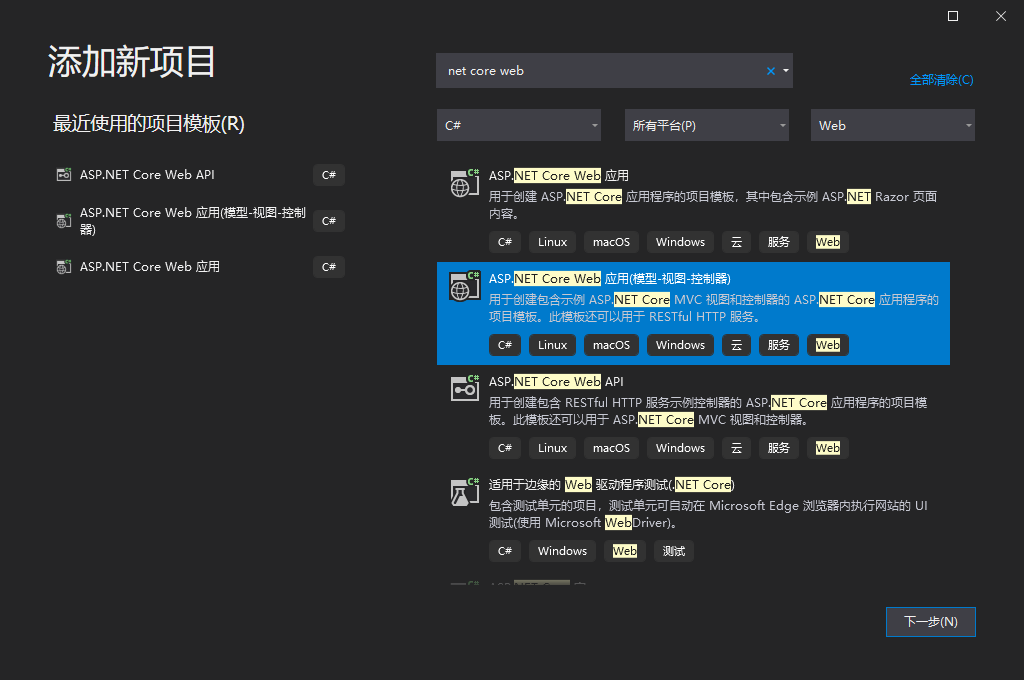 添加新项目
net core web
全部清除(C)
最近使用的项目模板(R)
C#
所有平台(P)
Web
ASP.NET Core Web API
C#
ASP.NET Core Web 应用(模型-视图-控制
器)
C#
ASP.NET Core Web 应用
C#
ASP.NET Core Web 应用
用于创建 ASP.NET Core 应用程序的项目模板，其中包含示例 ASP.NET Razor 页面
内容。
C# Linux macOS Windows 云 服务 Web
ASP.NET Core Web 应用(模型-视图-控制器)
用于创建包含示例 ASP.NET Core MVC 视图和控制器的 ASP.NET Core 应用程序的
项目模板。此模板还可以用于 RESTful HTTP 服务。
C# Linux macOS Windows 云 服务 Web
ASP.NET Core Web API
用于创建包含 RESTful HTTP 服务示例控制器的 ASP.NET Core 应用程序的项目模
板。此模板还可以用于 ASP.NET Core MVC 视图和控制器。
C# Linux macOS Windows 云 服务 Web
适用于边缘的 Web 驱动程序测试(.NET Core)
包含测试单元的项目，测试单元可自动在 Microsoft Edge 浏览器内执行网站的 UI
测试(使用 Microsoft WebDriver)。
C# Windows Web 测试
ASP.NET Core
下一步(N)